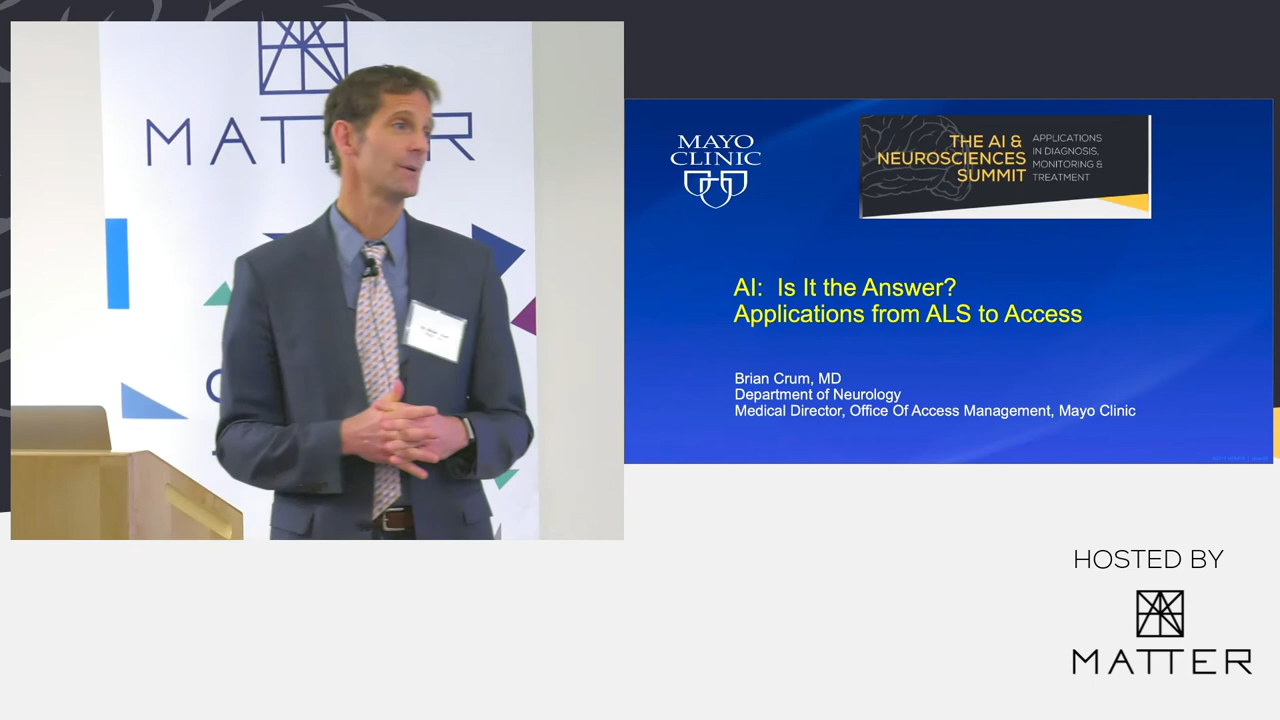 MATTER
MAYO
CLINIC
THE AI &
NEUROSCIENCES
SUMMIT
APPLICATIONS
IN DIAGNOSIS,
MONITORING &
TREATMENT
AI: Is It the Answer?
Applications from ALS to Access
Brian Crum, MD
Department of Neurology
Medical Director, Office Of Access Management, Mayo Clinic
HOSTED BY
MATTER